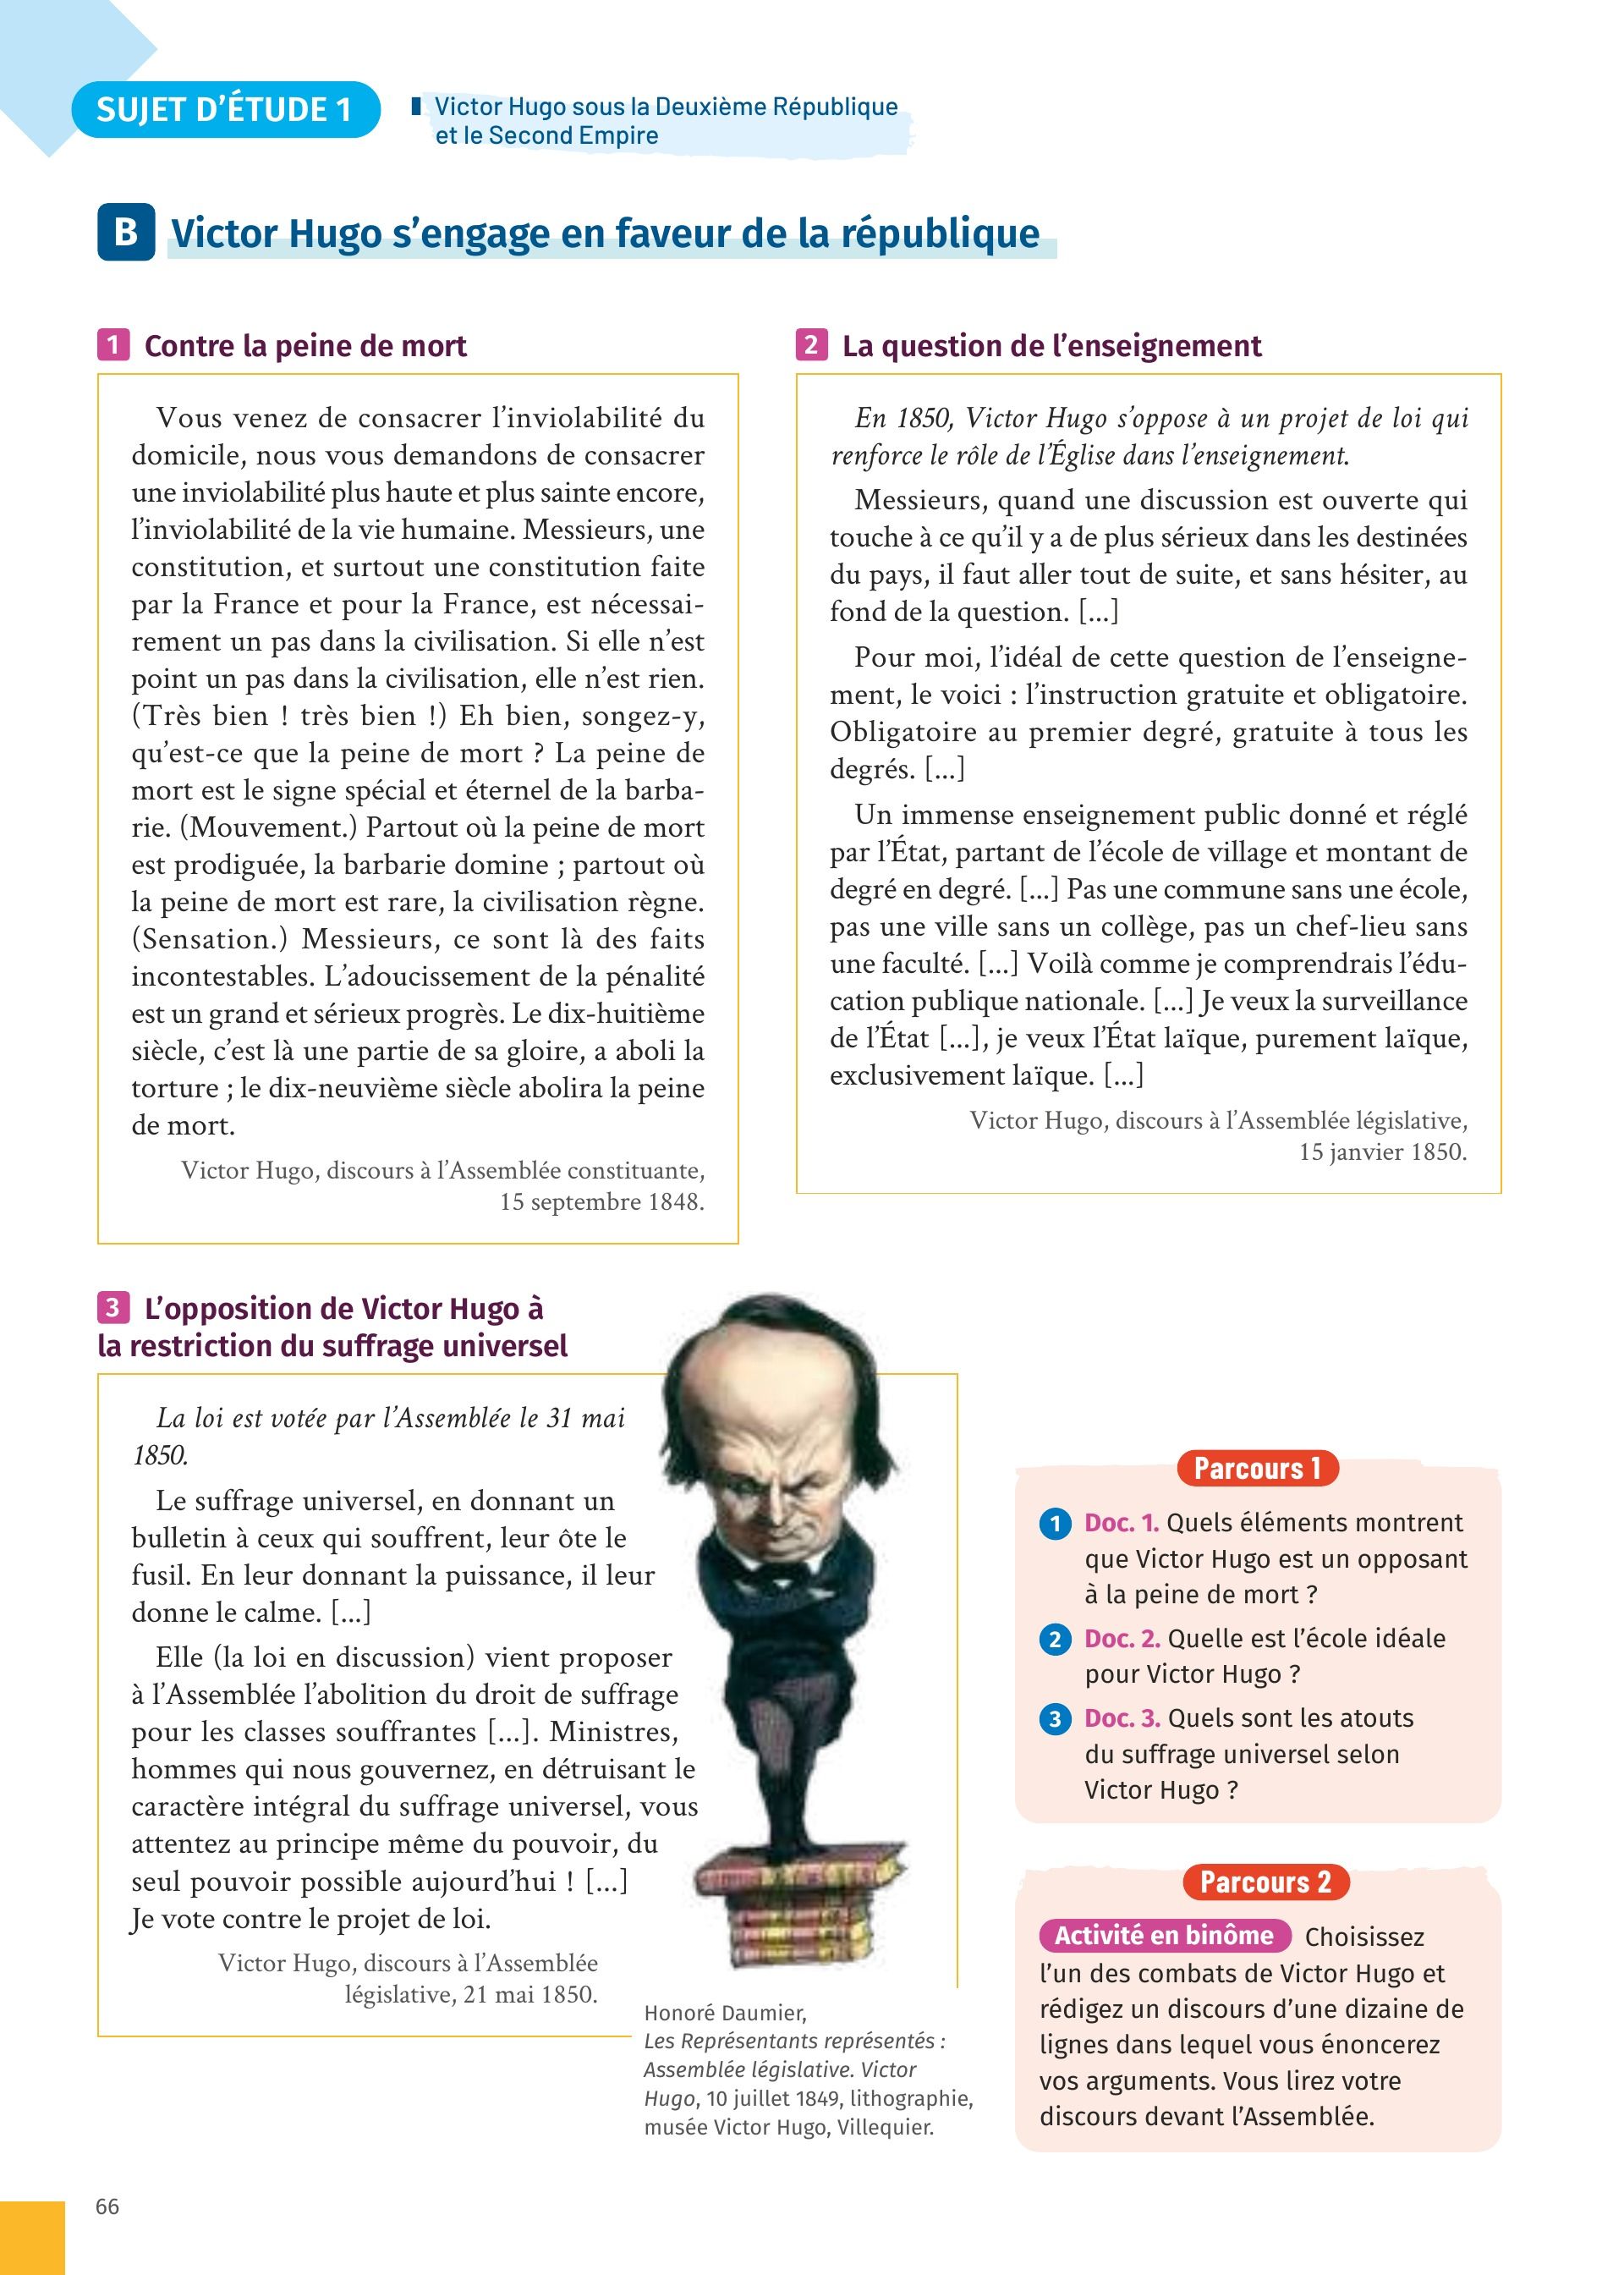 SUJET D'ÉTUDE 1
Victor Hugo sous la Deuxième République
et le Second Empire
B Victor Hugo s'engage en faveur de la république
1 Contre la peine de mort
Vous venez de consacrer l'inviolabilité du
domicile, nous vous demandons de consacrer
une inviolabilité plus haute et plus sainte encore,
l'inviolabilité de la vie humaine. Messieurs, une
constitution, et surtout une constitution faite
par la France et pour la France, est nécessai-
rement un pas dans la civilisation. Si elle n'est
point un pas dans la civilisation, elle n'est rien.
(Très bien ! très bien !) Eh bien, songez-y,
qu'est-ce que la peine de mort ? La peine de
mort est le signe spécial et éternel de la barba-
rie. (Mouvement.) Partout où la peine de mort
est prodiguée, la barbarie domine ; partout où
la peine de mort est rare, la civilisation règne.
(Sensation.) Messieurs, ce sont là des faits
incontestables. L'adoucissement de la pénalité
est un grand et sérieux progrès. Le dix-huitième
siècle, c'est là une partie de sa gloire, a aboli la
torture ; le dix-neuvième siècle abolira la peine
de mort.
Victor Hugo, discours à l'Assemblée constituante,
15 septembre 1848.
2 La question de l'enseignement
En 1850, Victor Hugo s'oppose à un projet de loi qui
renforce le rôle de l'Église dans l'enseignement.
Messieurs, quand une discussion est ouverte qui
touche à ce qu'il y a de plus sérieux dans les destinées
du pays, il faut aller tout de suite, et sans hésiter, au
fond de la question. [...]
Pour moi, l'idéal de cette question de l'enseigne-
ment, le voici : l'instruction gratuite et obligatoire.
Obligatoire au premier degré, gratuite à tous les
degrés. [...]
Un immense enseignement public donné et réglé
par l'État, partant de l'école de village et montant de
degré en degré. [...] Pas une commune sans une école,
pas une ville sans un collège, pas un chef-lieu sans
une faculté. [...] Voilà comme je comprendrais l'édu-
cation publique nationale. [...] Je veux la surveillance
de l'État [...], je veux l'État laïque, purement laïque,
exclusivement laïque. [...]
Victor Hugo, discours à l'Assemblée législative,
15 janvier 1850.
3 L'opposition de Victor Hugo à
la restriction du suffrage universel
La loi est votée par l'Assemblée le 31 mai
1850.
Le suffrage universel, en donnant un
bulletin à ceux qui souffrent, leur ôte le
fusil. En leur donnant la puissance, il leur
donne le calme. [...]
Elle (la loi en discussion) vient proposer
à l'Assemblée l'abolition du droit de suffrage
pour les classes souffrantes [...]. Ministres,
hommes qui nous gouvernez, en détruisant le
caractère intégral du suffrage universel, vous
attentez au principe même du pouvoir, du
seul pouvoir possible aujourd'hui ! [...]
Je vote contre le projet de loi.
Victor Hugo, discours à l'Assemblée
législative, 21 mai 1850.
Honoré Daumier,
Les Représentants représentés :
Assemblée législative. Victor
Hugo, 10 juillet 1849, lithographie,
musée Victor Hugo, Villequier.
Parcours 1
1 Doc. 1. Quels éléments montrent
que Victor Hugo est un opposant
à la peine de mort ?
2 Doc. 2. Quelle est l'école idéale
pour Victor Hugo ?
3 Doc. 3. Quels sont les atouts
du suffrage universel selon
Victor Hugo ?
Parcours 2
Activité en binôme Choisissez
l'un des combats de Victor Hugo et
rédigez un discours d'une dizaine de
lignes dans lequel vous énoncerez
vos arguments. Vous lirez votre
discours devant l'Assemblée.
66